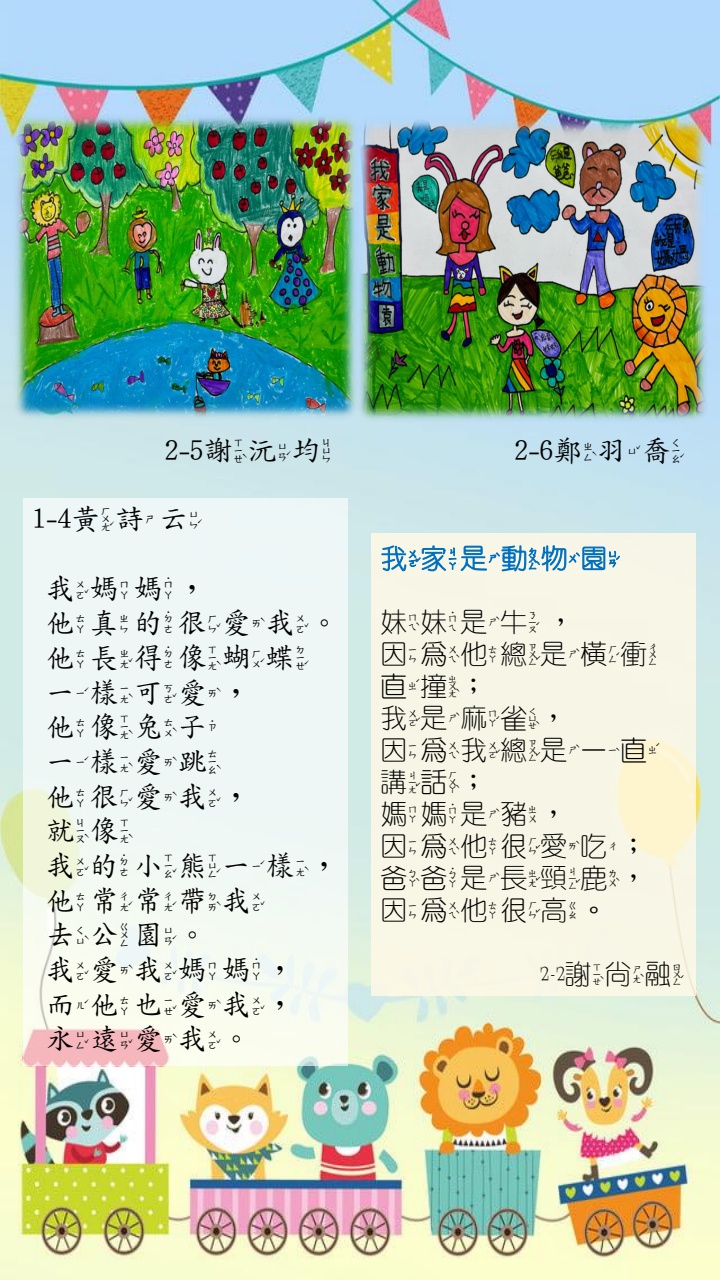 我家是動物園
2-5謝沅均
2-6鄭羽喬
1-4黃詩云
我媽媽，
他真的很愛我。
他長得像蝴蝶
一樣可愛，
他像兔子
一樣愛跳
他很愛我，
就像
我的小熊一樣，
他常常帶我
去公園。
我愛我媽媽，
而他也愛我，
永遠愛我。
我家是動物園
妹妹是牛，
因為他總是橫衝
直撞；
我是麻雀，
因為我總是一直
講話；
媽媽是豬，
因為他很愛吃；
爸爸是長頸鹿，
因為他很高。
2-2謝尚融